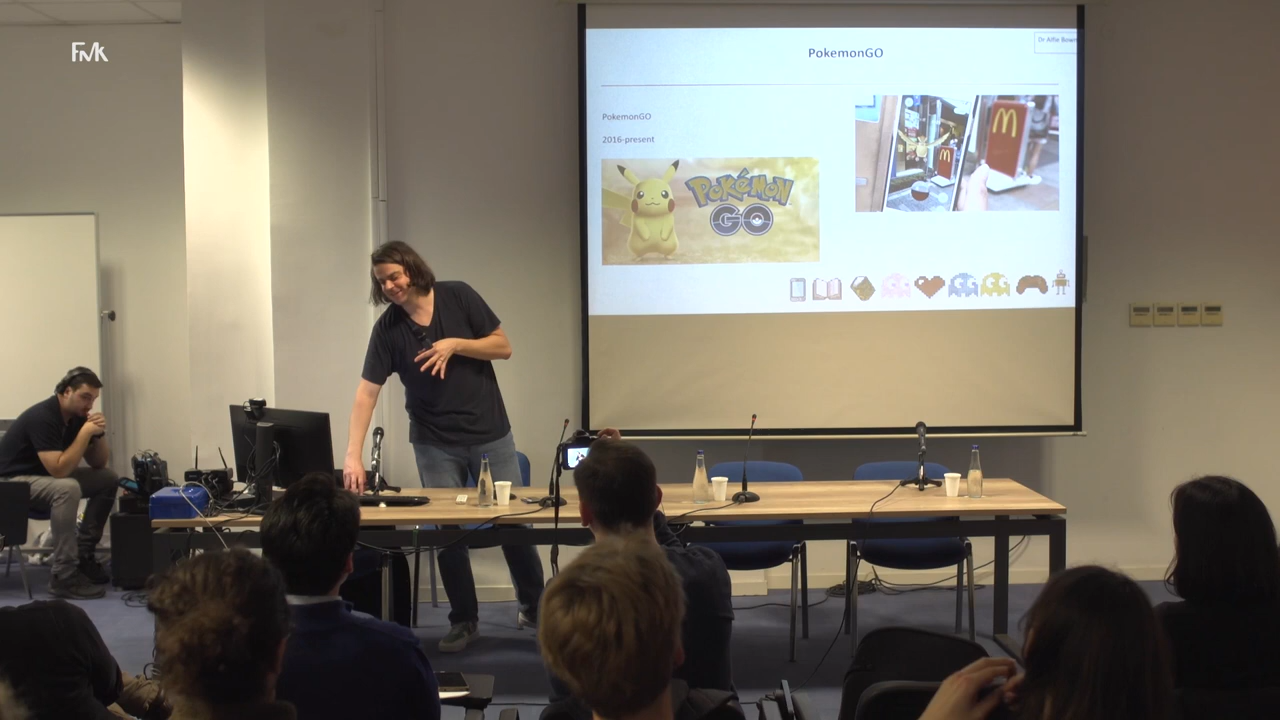 FMK
PokemonGO
Dr Alfie Bown
PokemonGO
2016-present
POKÉMON
GO